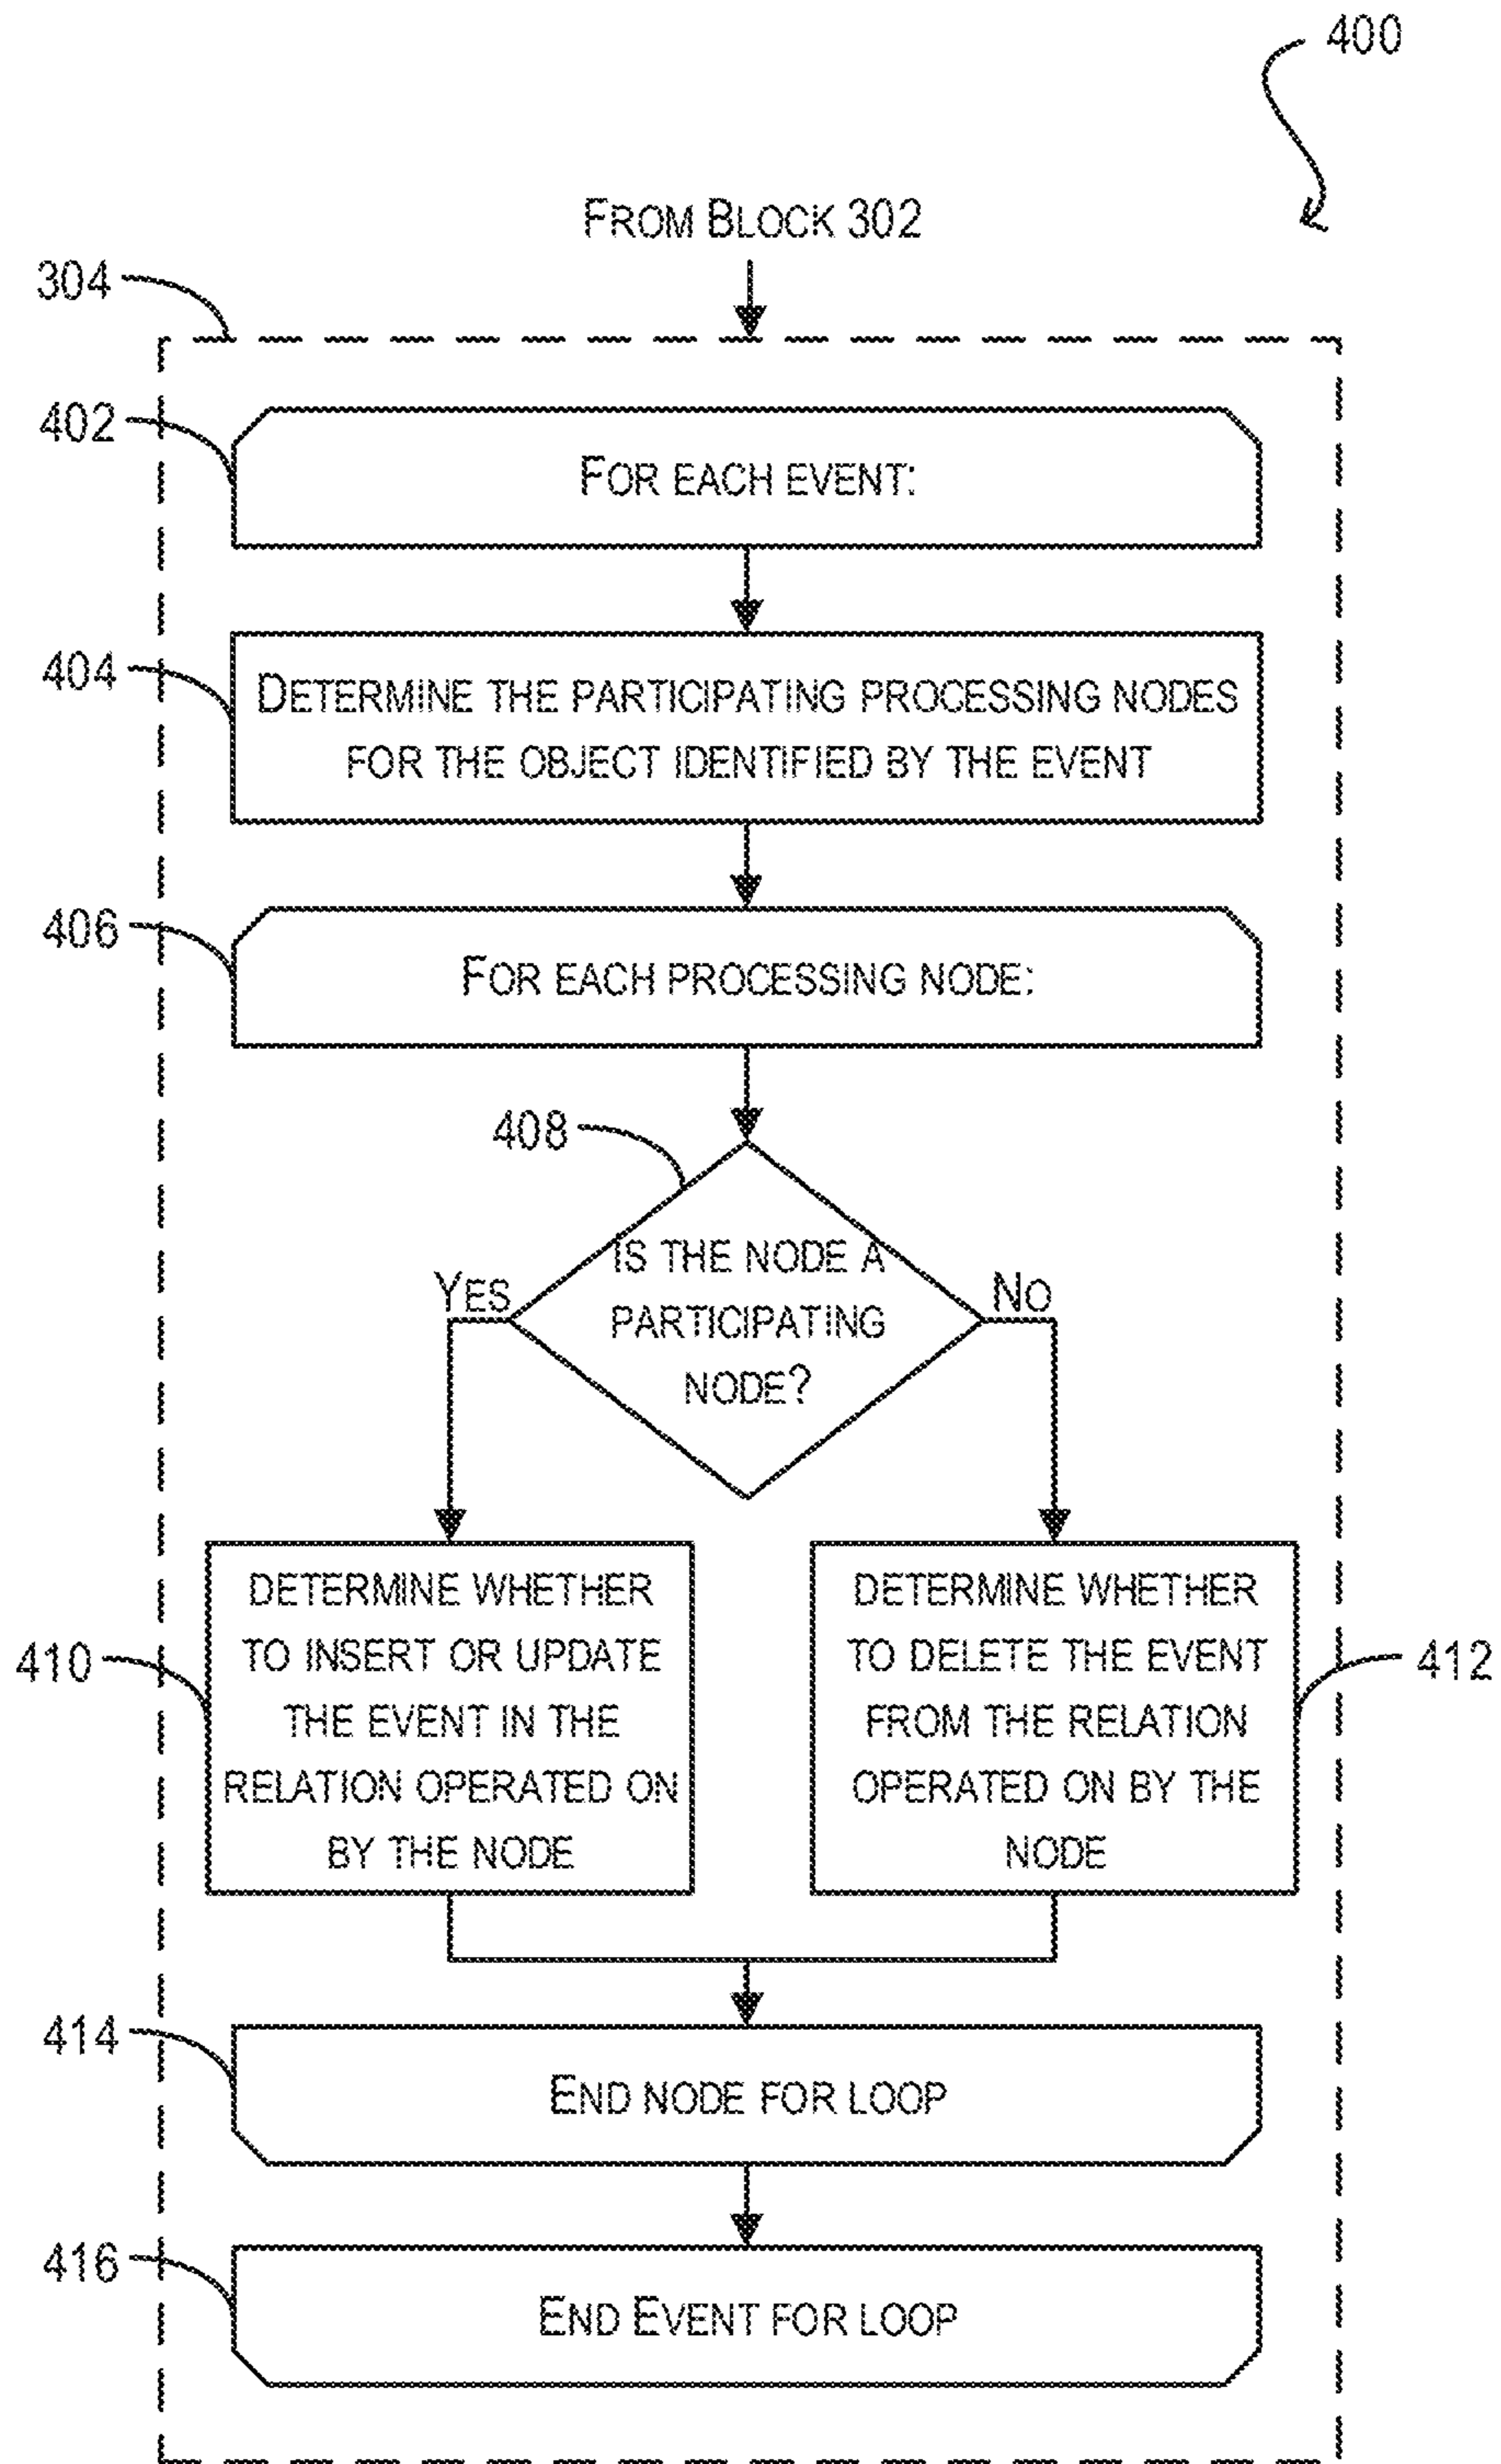 400
FROM BLOCK 302
304
402
FOR EACH EVENT:
404
DETERMINE THE PARTICIPATING PROCESSING NODES
FOR THE OBJECT IDENTIFIED BY THE EVENT
406
FOR EACH PROCESSING NODE:
408
IS THE NODE A
PARTICIPATING
NODE?
YES
NO
410
DETERMINE WHETHER
TO INSERT OR UPDATE
THE EVENT IN THE
RELATION OPERATED ON
BY THE NODE
DETERMINE WHETHER
TO DELETE THE EVENT
FROM THE RELATION
OPERATED ON BY THE
NODE
412
414
END NODE FOR LOOP
416
END EVENT FOR LOOP